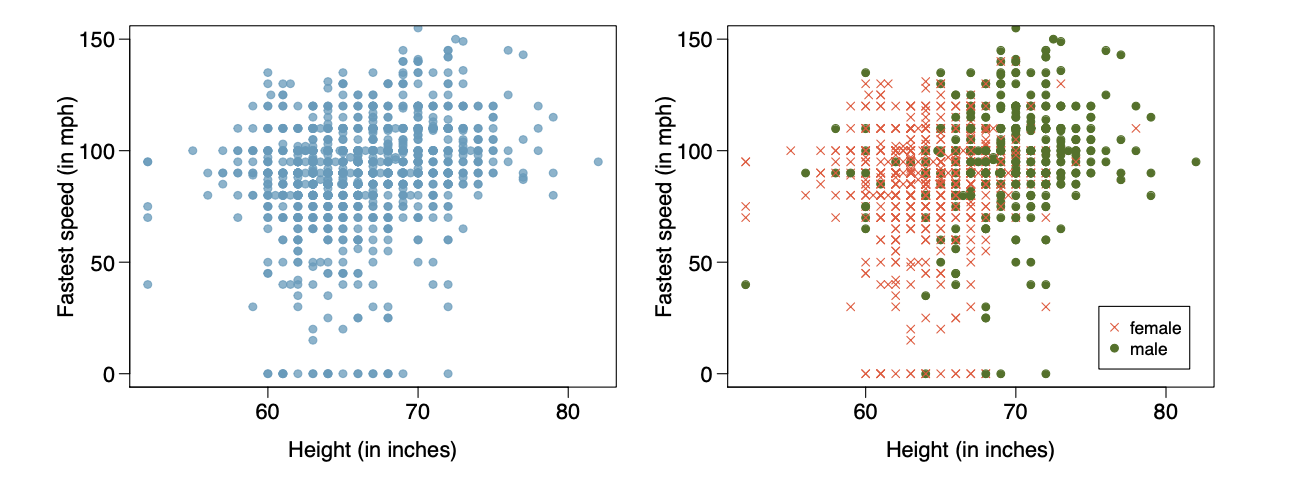 150
100
50
0
Fastest speed (in mph)
60 70 80
Height (in inches)
150
100
50
0
Fastest speed (in mph)
female
male
60 70 80
Height (in inches)